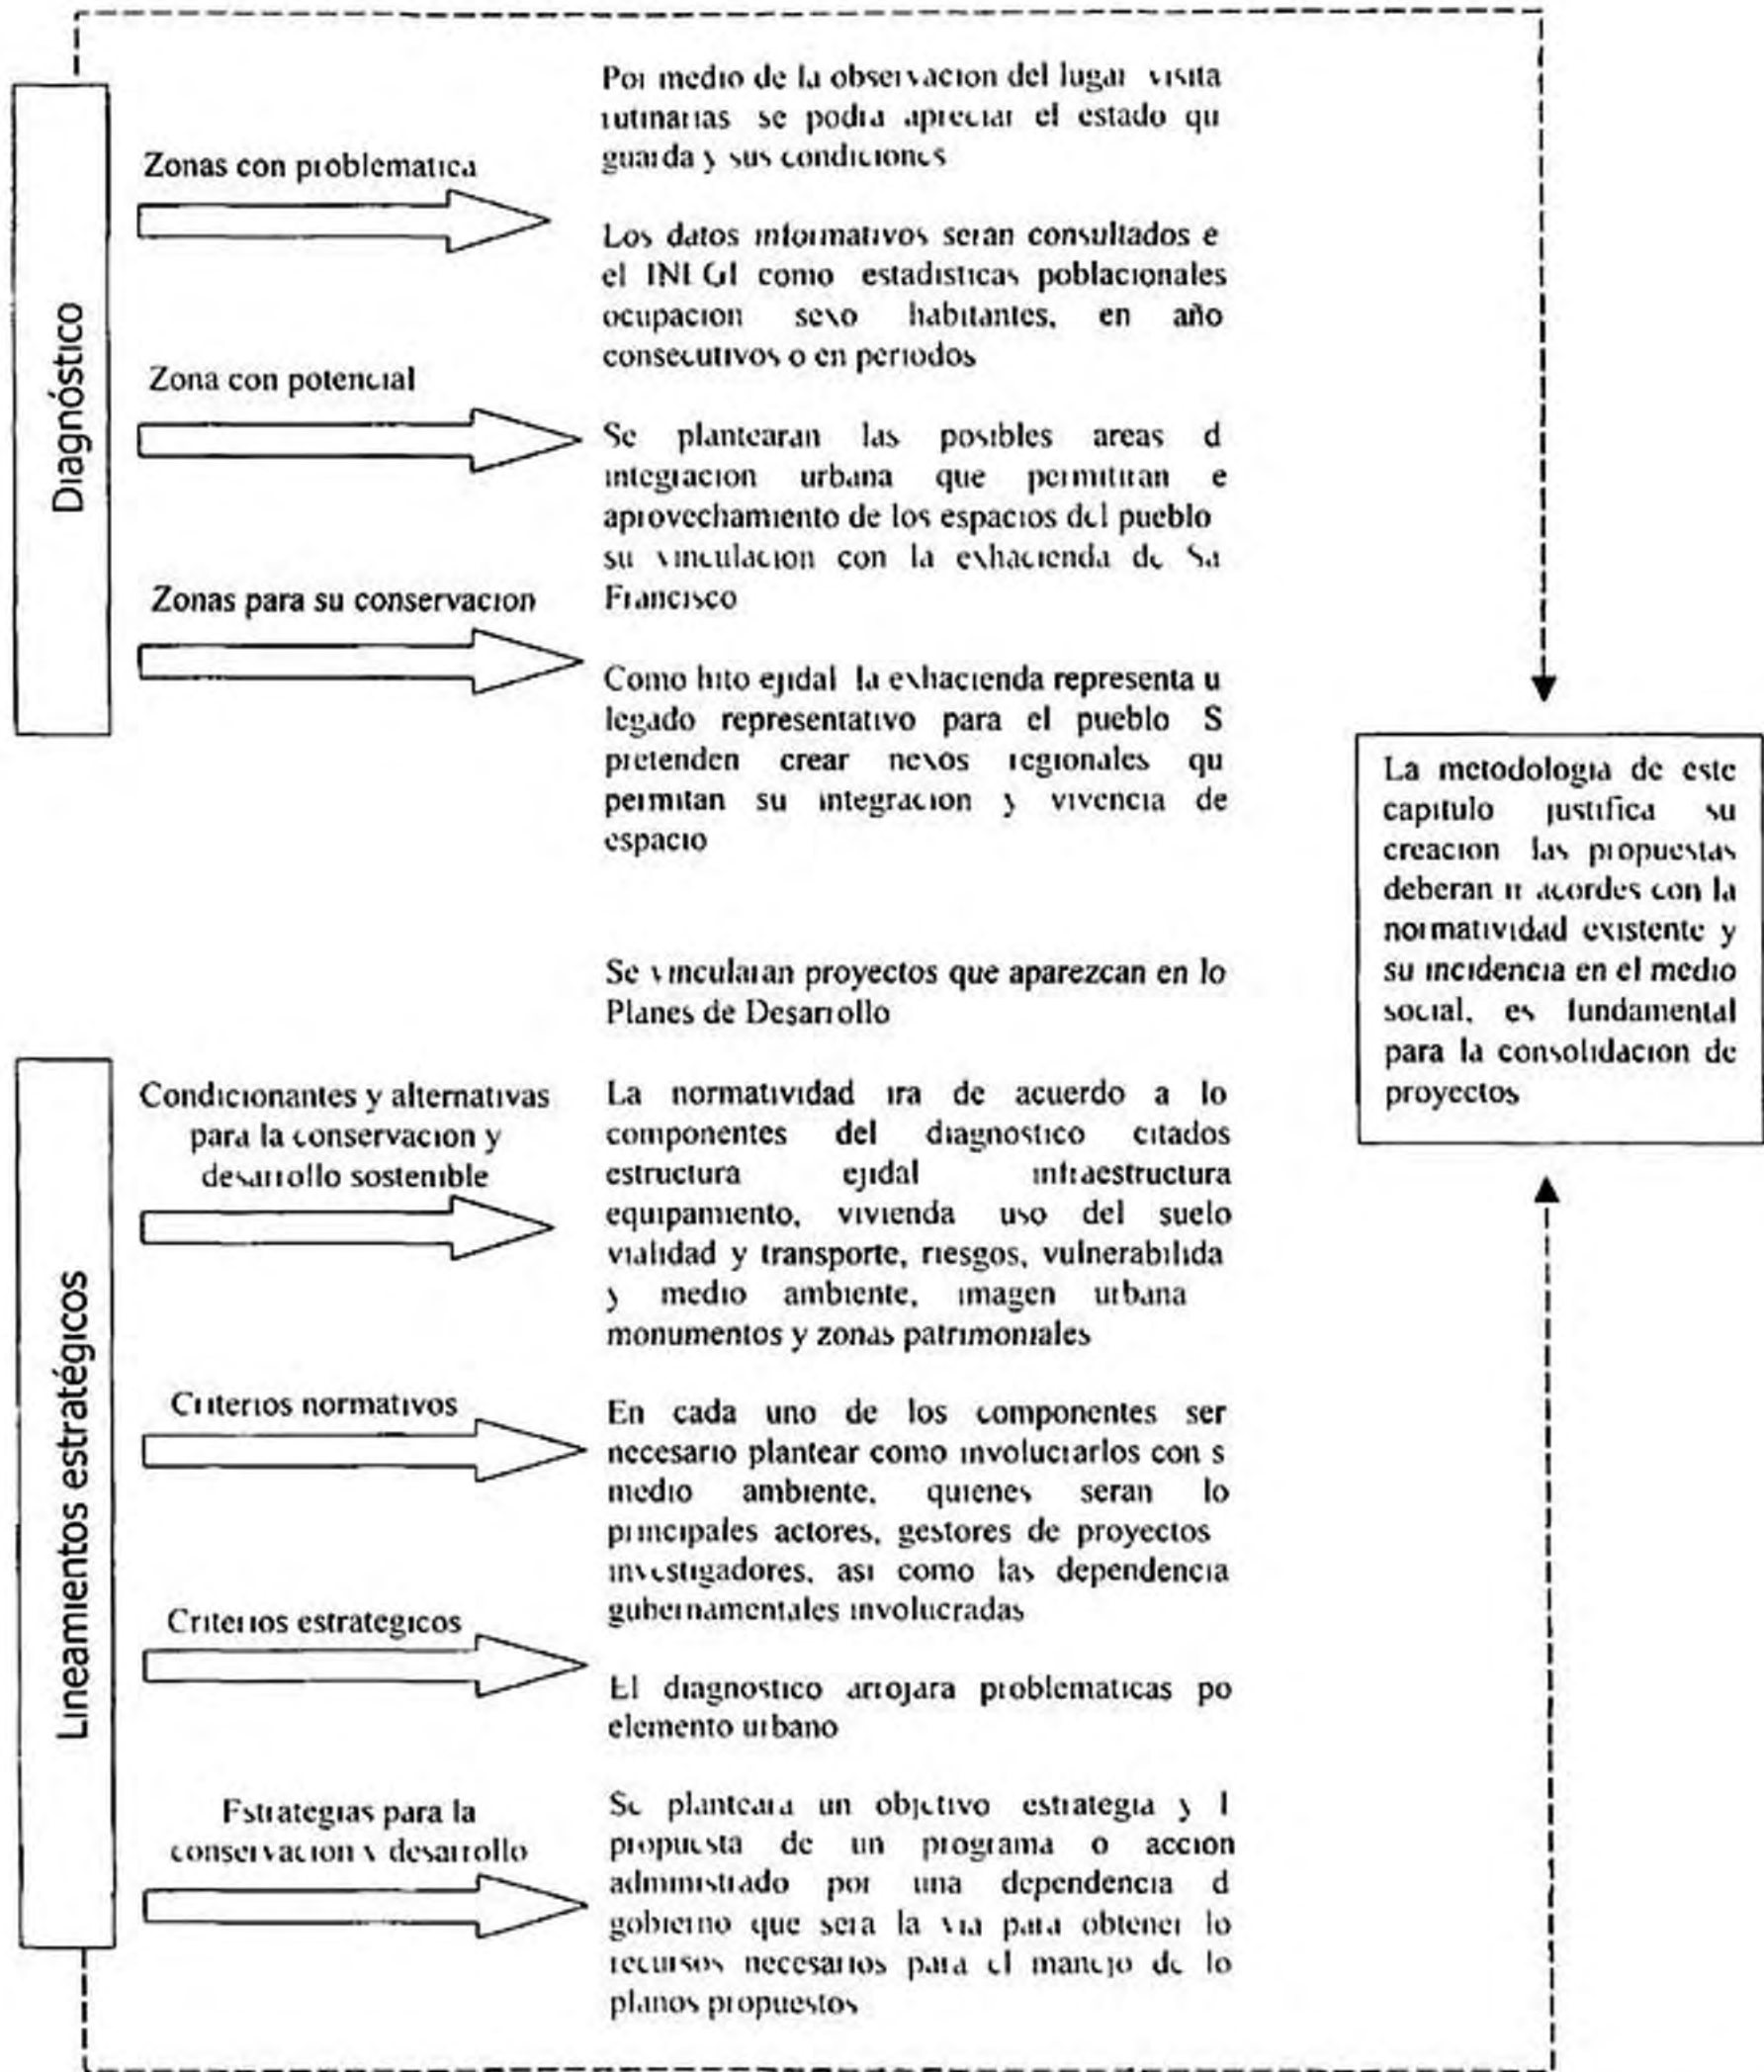 Diagnóstico
Zonas con problematica
Zona con potencial
Zonas para su conservacion
Por medio de la observacion del lugar visita
rutinarias se podra apreciar el estado qu
guarda y sus condiciones
Los datos informativos seran consultados e
el INEGI como estadisticas poblacionales
ocupacion sexo habitantes, en año
consecutivos o en periodos
Se plantearan las posibles areas d
integracion urbana que permitiran e
aprovechamiento de los espacios del pueblo
su vinculacion con la exhacienda de Sa
Francisco
Como hito ejidal la exhacienda representa u
legado representativo para el pueblo S
pretenden crear nexos regionales qu
permitan su integracion y vivencia de
espacio
Lineamientos estratégicos
Condicionantes y alternativas
para la conservacion y
desarrollo sostenible
Criterios normativos
Criterios estrategicos
Estrategias para la
conservacion y desarrollo
Se vincularan proyectos que aparezcan en lo
Planes de Desarrollo
La normatividad ira de acuerdo a lo
componentes del diagnostico citados
estructura ejidal infraestructura
equipamiento, vivienda uso del suelo
vialidad y transporte, riesgos, vulnerabilida
y medio ambiente, imagen urbana
monumentos y zonas patrimoniales
En cada uno de los componentes ser
necesario plantear como involucrarlos con s
medio ambiente, quienes seran lo
principales actores, gestores de proyectos
investigadores, asi como las dependencia
gubernamentales involucradas
El diagnostico arrojara problematicas po
elemento urbano
Se planteara un objetivo estrategia y l
propuesta de un programa o accion
administrado por una dependencia d
gobierno que sera la via para obtener lo
recursos necesarios para el manejo de lo
planos propuestos
La metodologia de este
capitulo justifica su
creacion las propuestas
deberan ir acordes con la
normatividad existente y
su incidencia en el medio
social, es fundamental
para la consolidacion de
proyectos